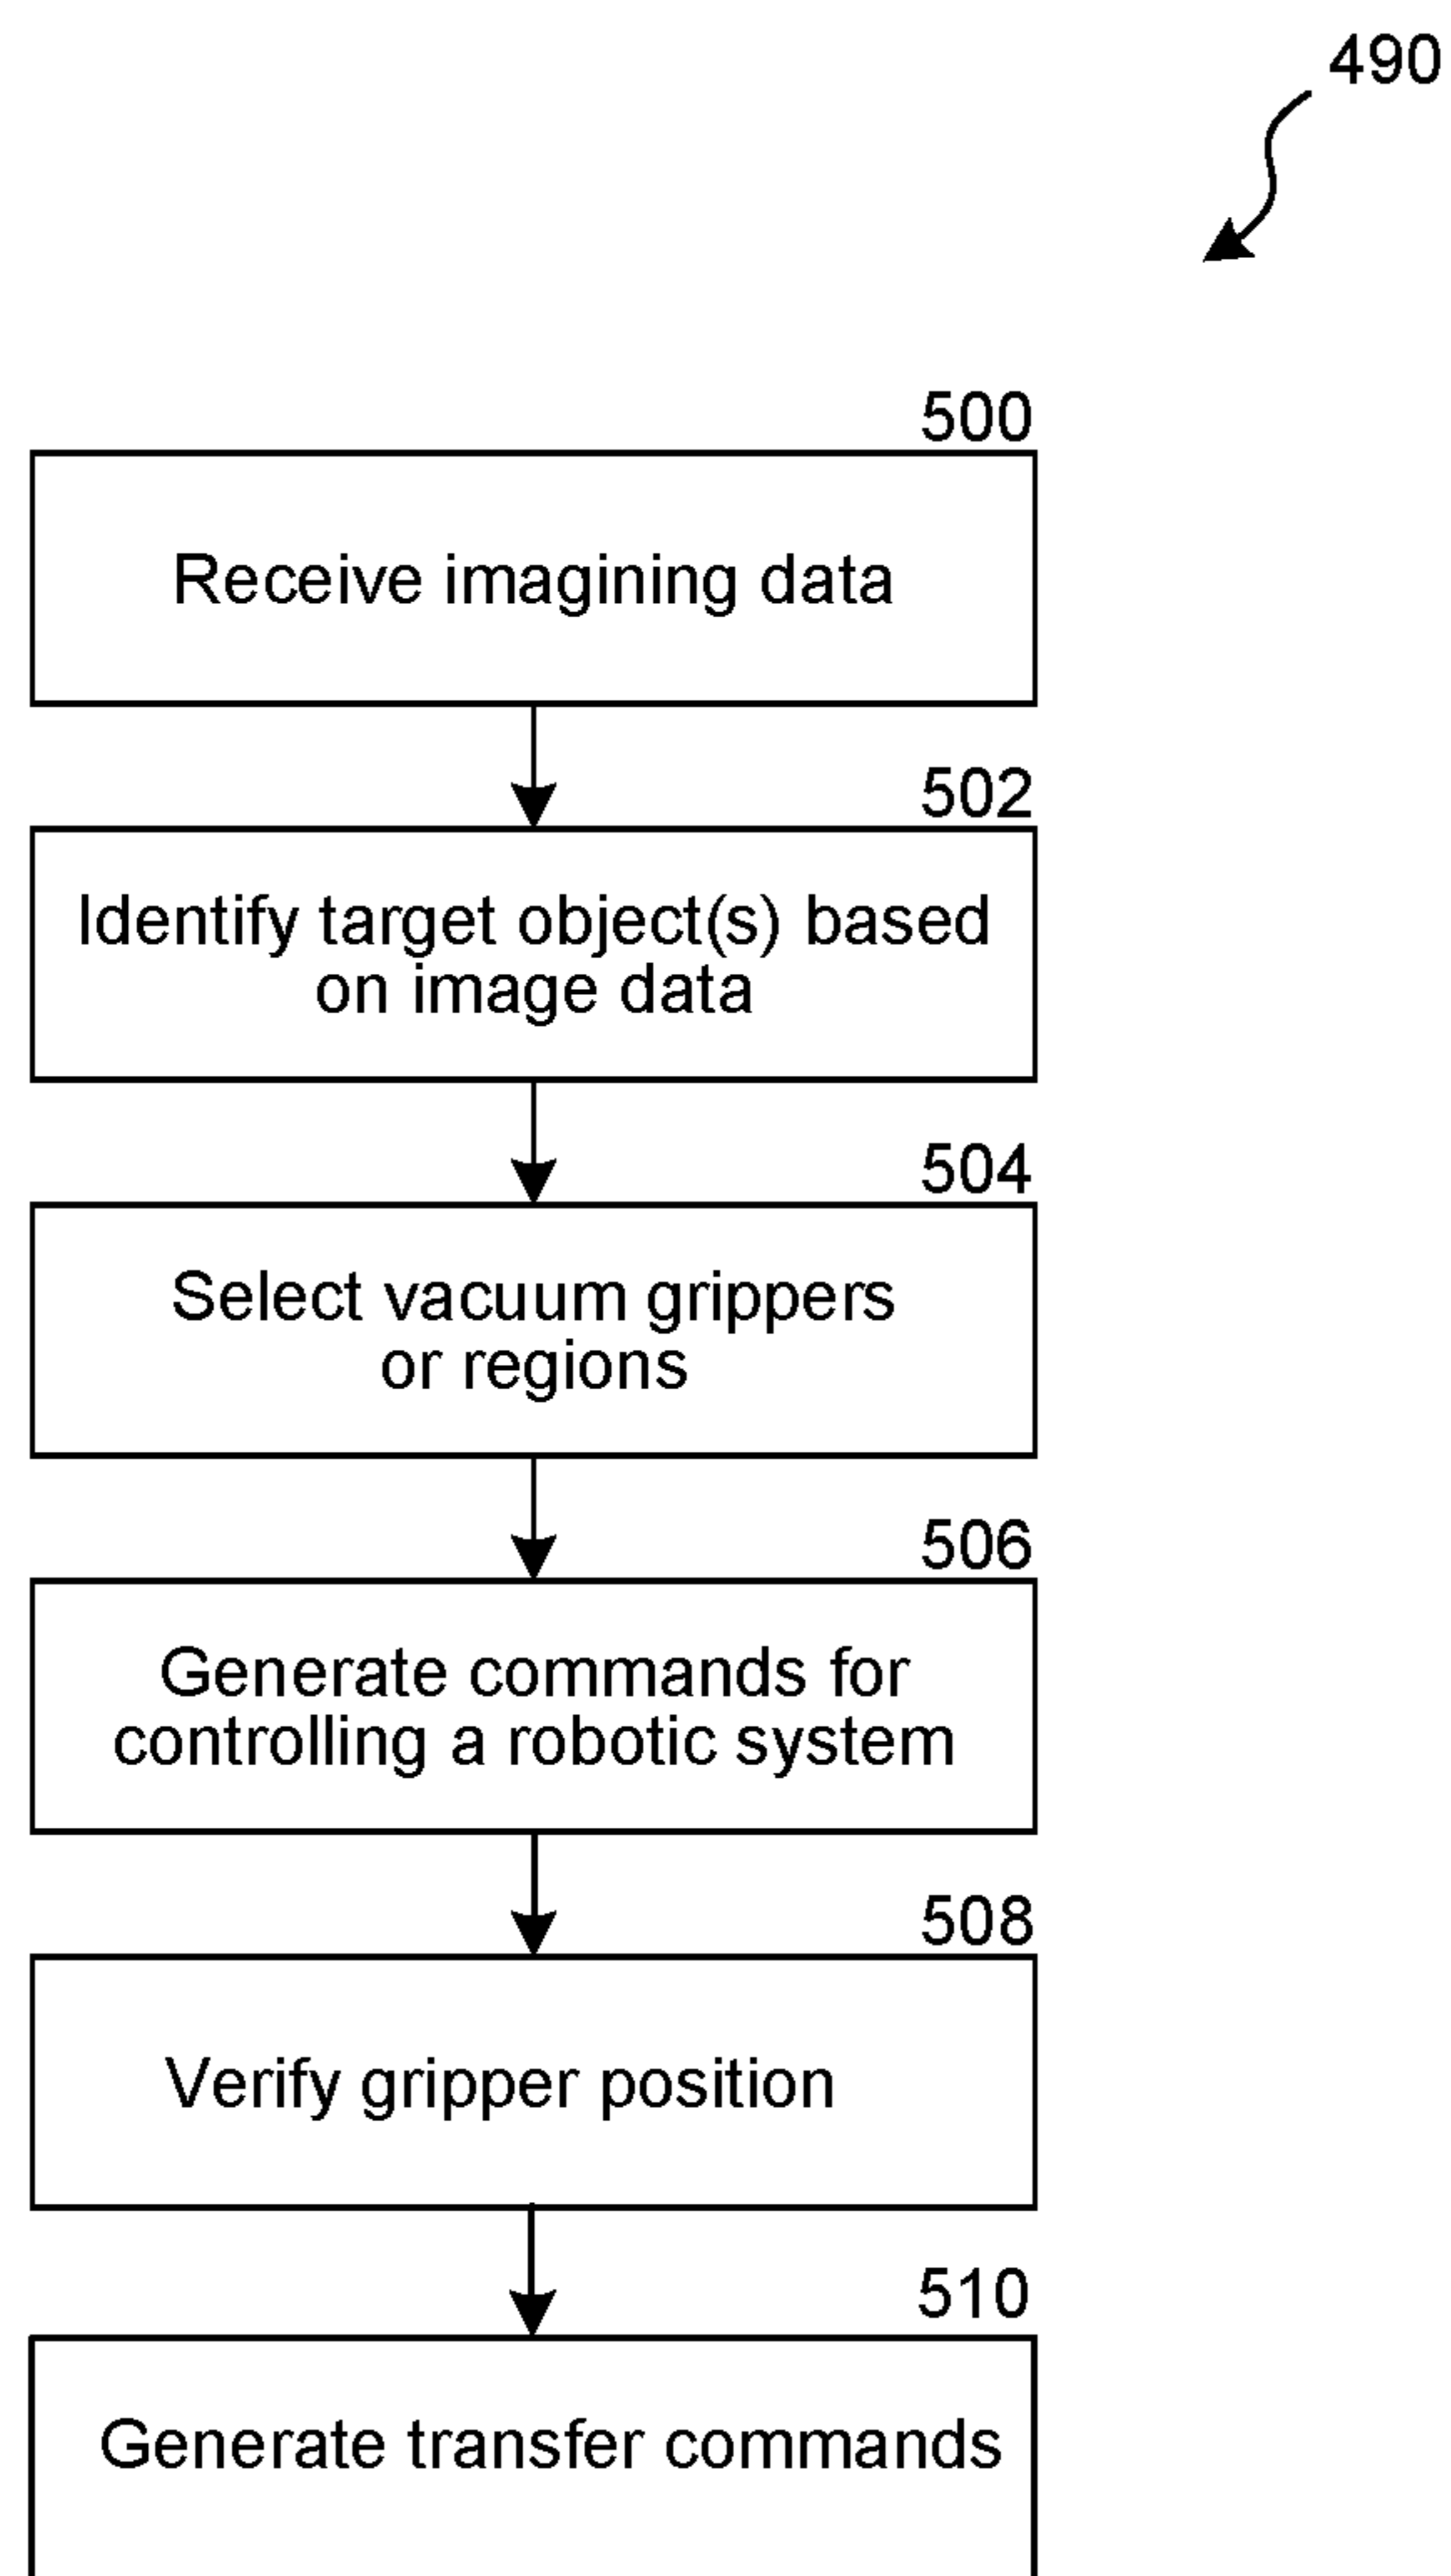 490
500
Receive imagining data
502
Identify target object(s) based
on image data
504
Select vacuum grippers
or regions
506
Generate commands for
controlling a robotic system
508
Verify gripper position
510
Generate transfer commands